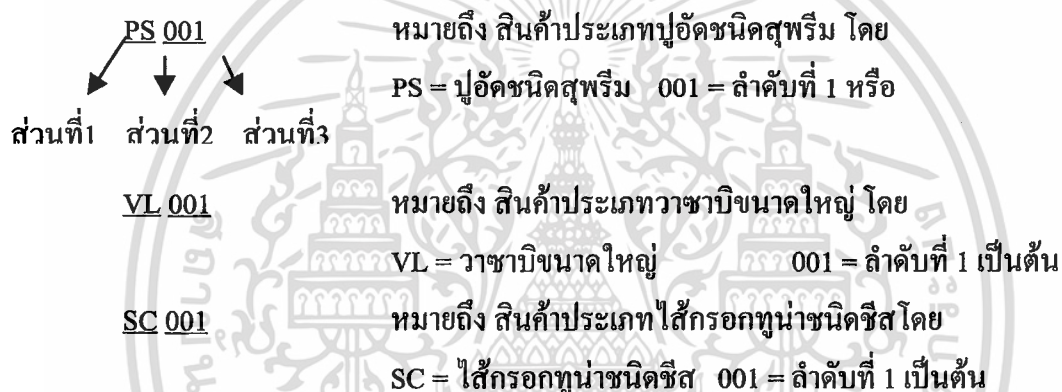 PS 001 หมายถึง สินค้าประเภทปูอัดชนิดสุพรีม โดย
PS = ปูอัดชนิดสุพรีม 001 = ลำดับที่ 1 หรือ
ส่วนที่1 ส่วนที่2 ส่วนที่3
VL 001 หมายถึง สินค้าประเภทวาซาบิขนาดใหญ่ โดย
VL = วาซาบิขนาดใหญ่ 001 = ลำดับที่ 1 เป็นต้น
SC 001 หมายถึง สินค้าประเภทไส้กรอกทูน่าชนิดชีสโดย
SC = ไส้กรอกทูน่าชนิดชีส 001 = ลำดับที่ 1 เป็นต้น